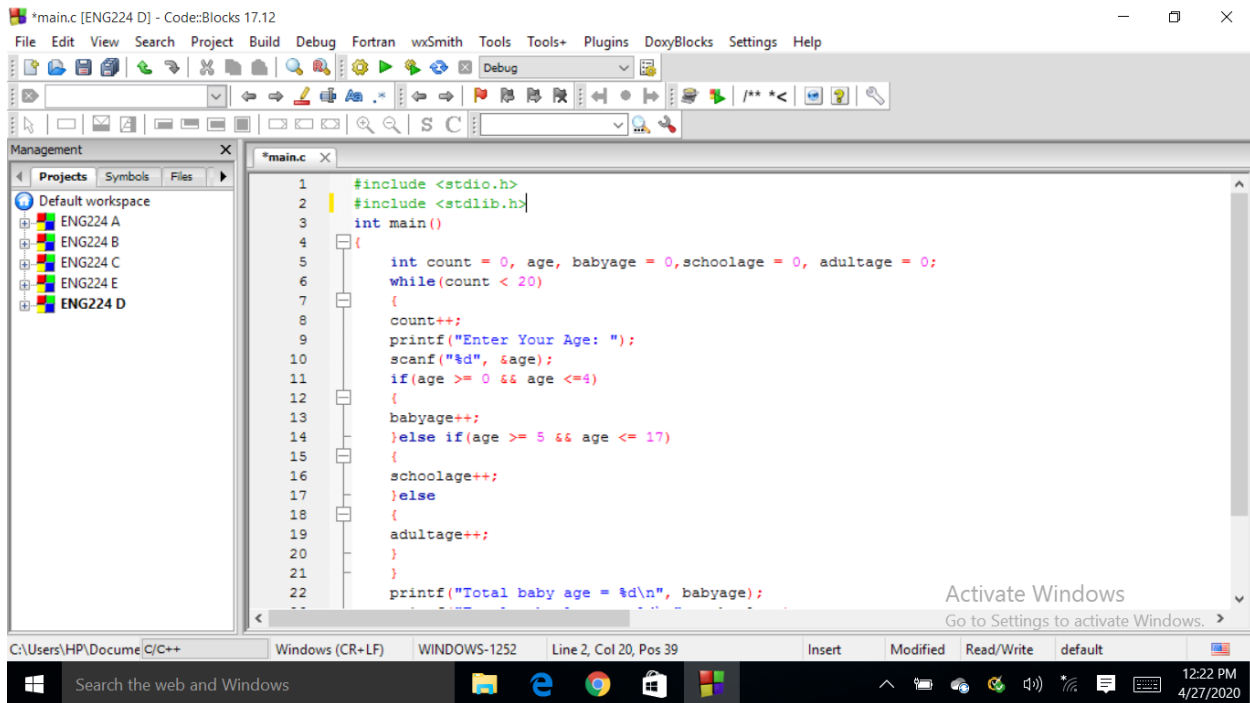 *main.c [ENG224 D] - Code::Blocks 17.12
File Edit View Search Project Build Debug Fortran wxSmith Tools Tools+ Plugins DoxyBlocks Settings Help
Debug
/** *<
S C
Management
*main.c
Projects Symbols Files
Default workspace
ENG224 A
ENG224 B
ENG224 C
ENG224 E
ENG224 D
1 #include <stdio.h>
2 #include <stdlib.h>
3 int main()
4 {
5 int count = 0, age, babyage = 0,schoolage = 0, adultage = 0;
6 while(count < 20)
7 {
8 count++;
9 printf("Enter Your Age: ");
10 scanf("%d", &age);
11 if(age >= 0 && age <=4)
12 {
13 babyage++;
14 }else if(age >= 5 && age <= 17)
15 {
16 schoolage++;
17 }else
18 {
19 adultage++;
20 }
21 }
22 printf("Total baby age = %d\n", babyage);
Activate Windows
Go to Settings to activate Windows.
C:\Users\HP\Docume C/C++ Windows (CR+LF) WINDOWS-1252 Line 2, Col 20, Pos 39 Insert Modified Read/Write default
Search the web and Windows
12:22 PM
4/27/2020